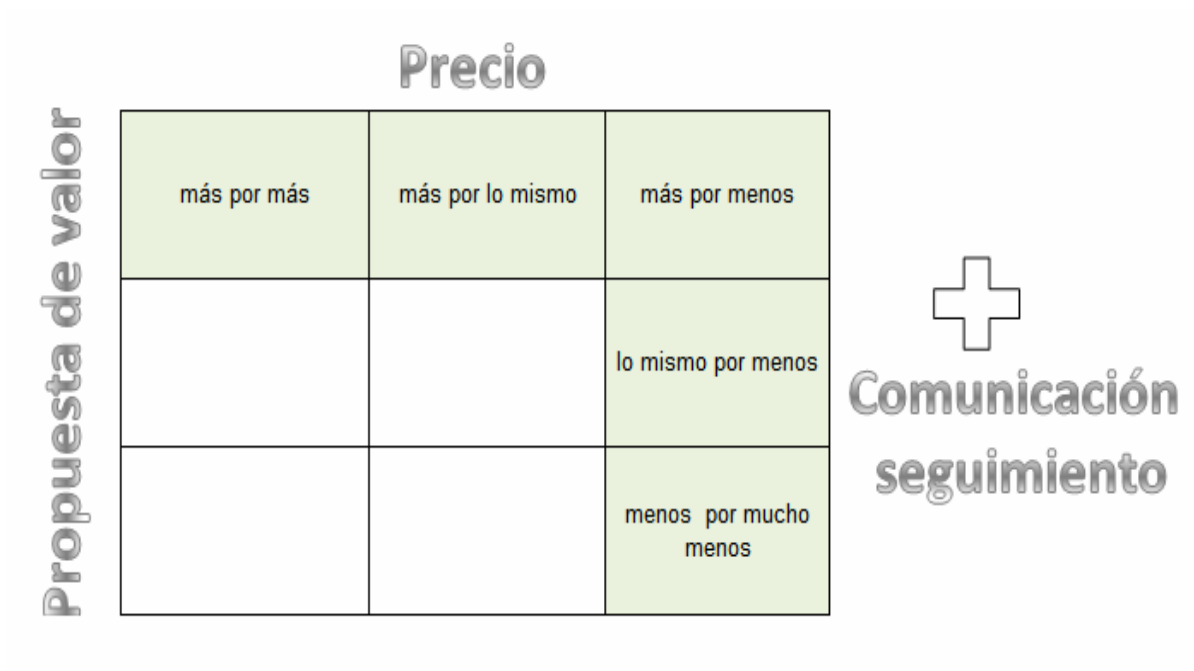 Precio
Propuesta de valor
más por más
más por lo mismo
más por menos
lo mismo por menos
menos por mucho
menos
Comunicación
seguimiento